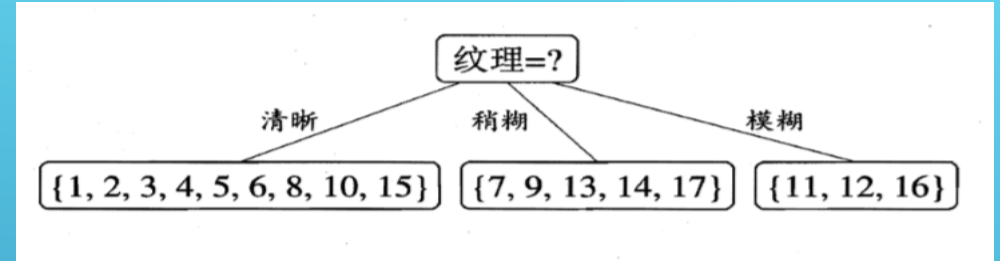 纹理=?
清晰
稍糊
模糊
{1, 2, 3, 4, 5, 6, 8, 10, 15}
{7, 9, 13, 14, 17}
{11, 12, 16}